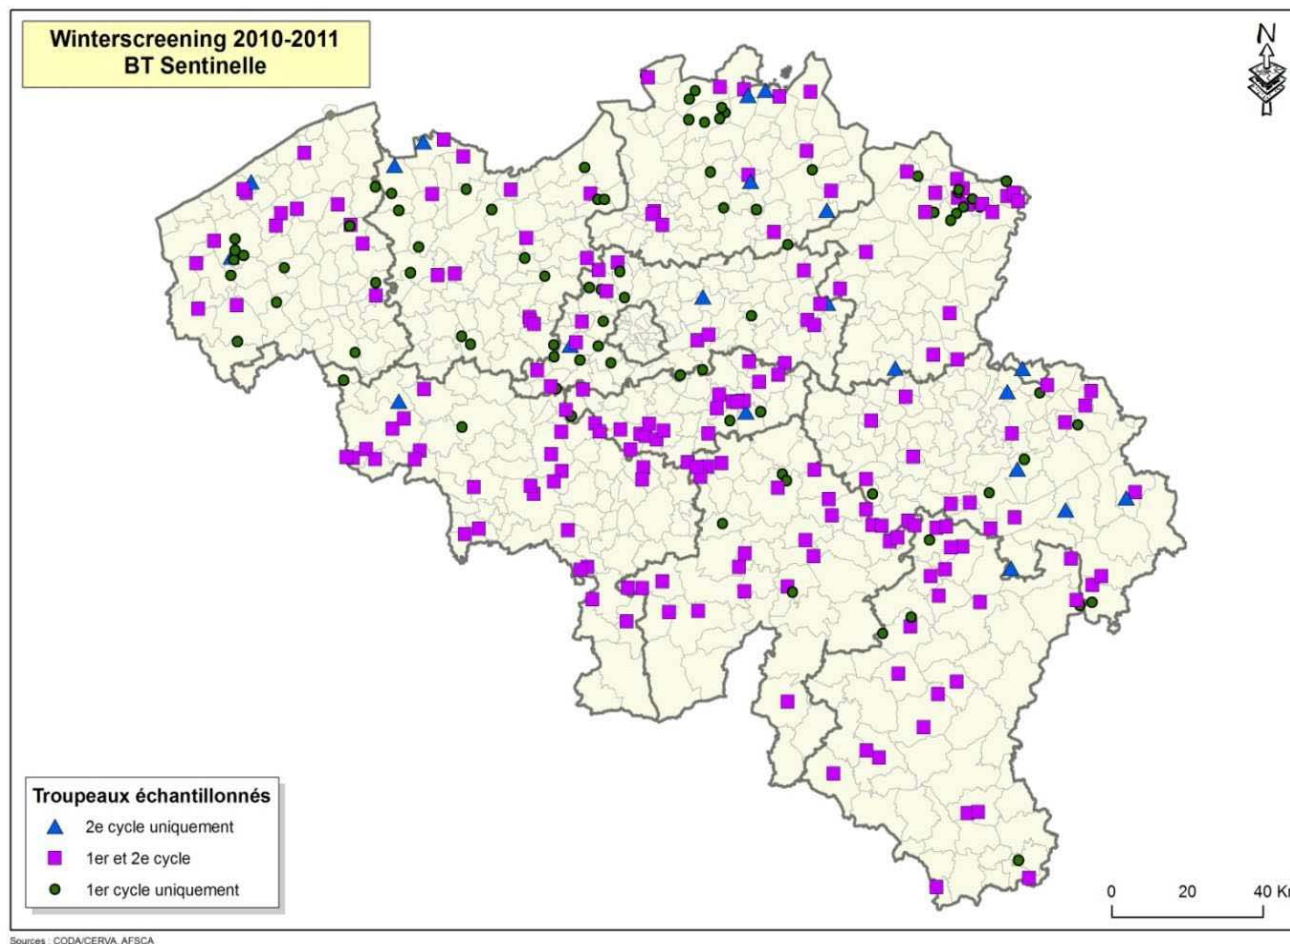 Winterscreening 2010-2011
BT Sentinelle
N
Troupeaux échantillonnés
2e cycle uniquement
1er et 2e cycle
1er cycle uniquement
0 20 40
Sources : CODA/CERVA, AFSCA